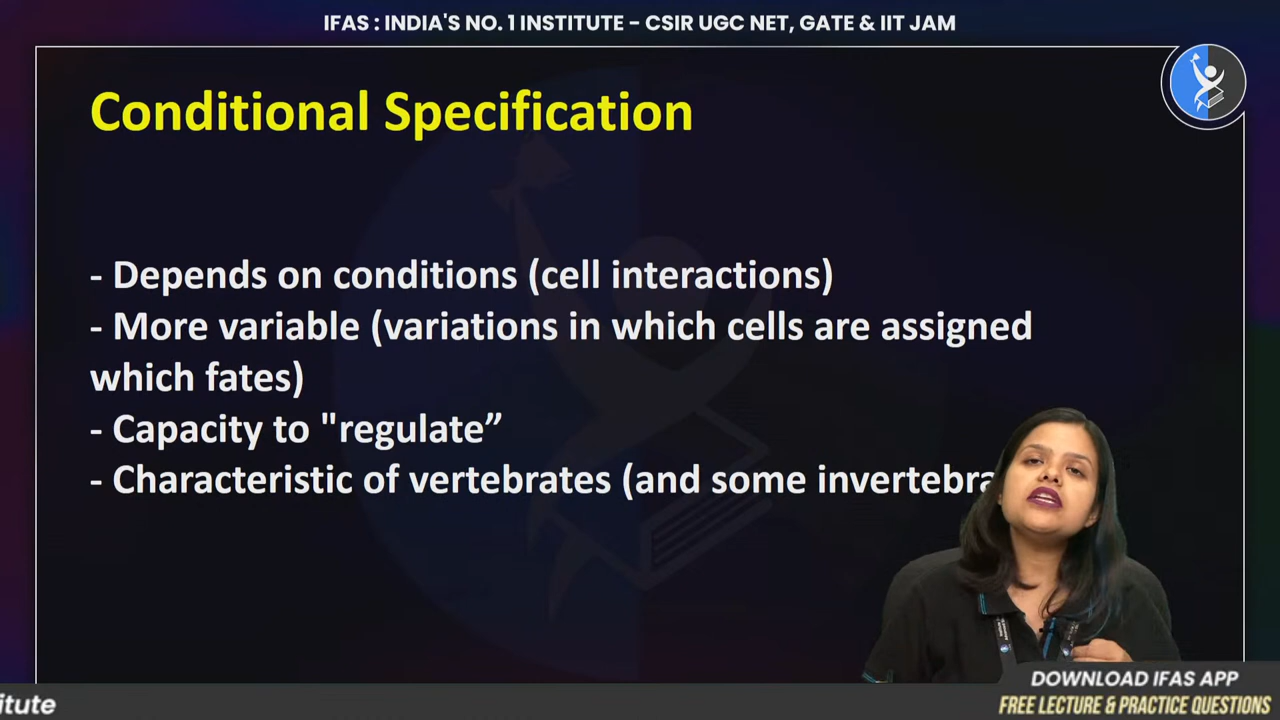 IFAS : INDIA'S NO. 1 INSTITUTE - CSIR UGC NET, GATE & IIT JAM
Conditional Specification
- Depends on conditions (cell interactions)
- More variable (variations in which cells are assigned
which fates)
- Capacity to "regulate”
- Characteristic of vertebrates (and some invertebra
DOWNLOAD IFAS APP
itute
FREE LECTURE & PRACTICE QUESTIONS